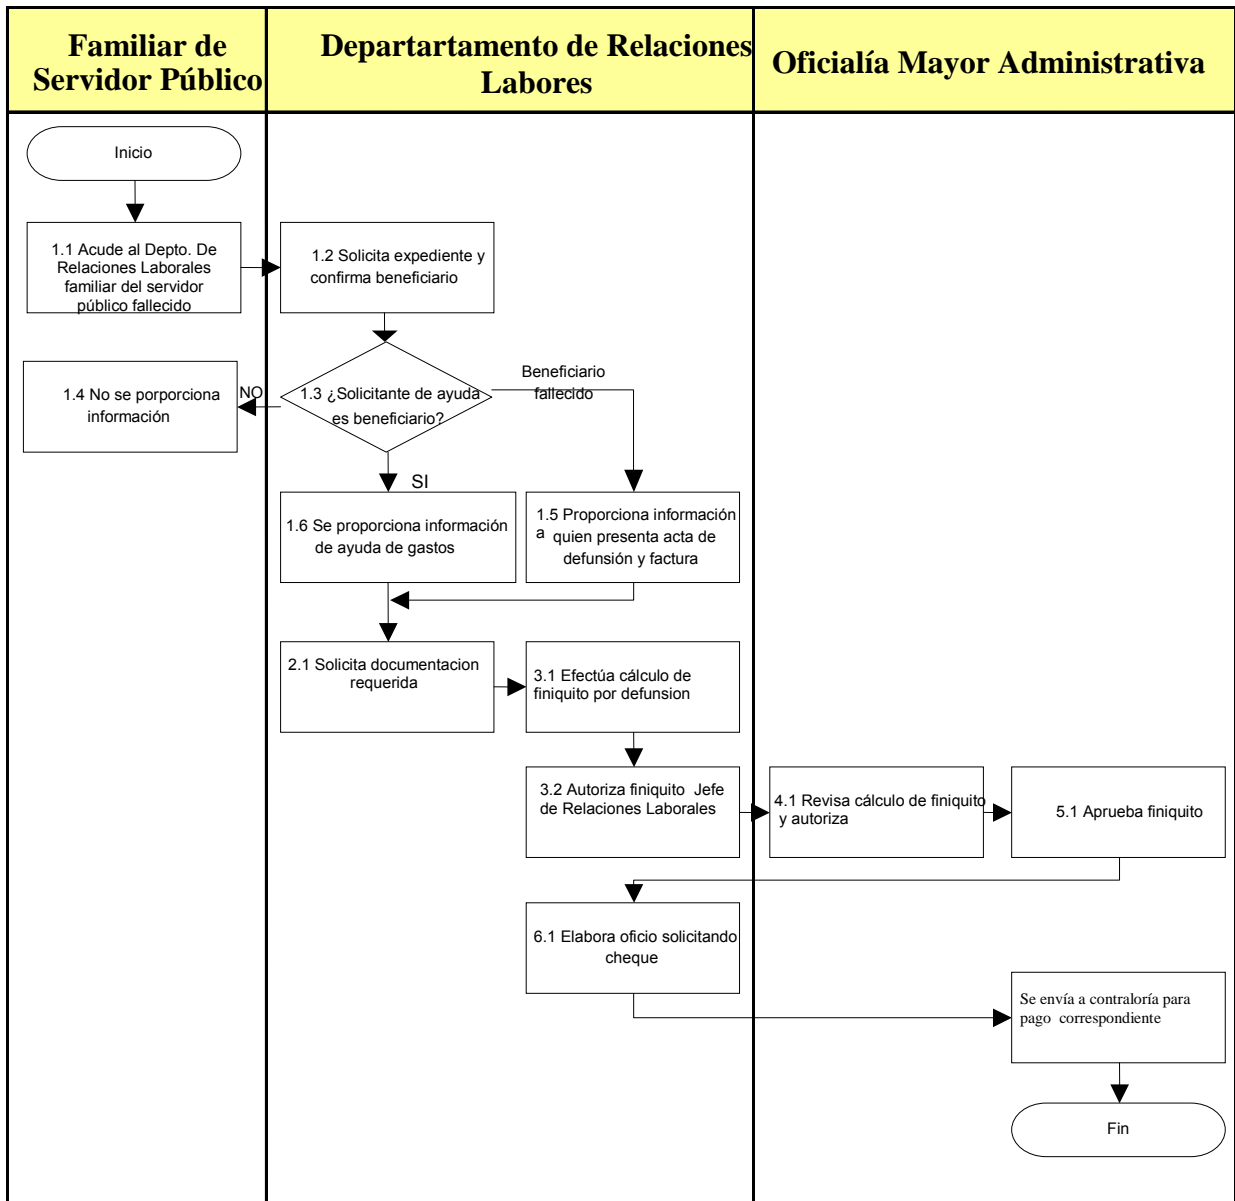 Familiar de
Servidor Público
Departartamento de Relaciones
Labores
Oficialía Mayor Administrativa
Inicio
1.1 Acude al Depto. De
Relaciones Laborales
familiar del servidor
público fallecido
1.2 Solicita expediente y
confirma beneficiario
1.4 No se porporciona
información
NO
1.3 ¿Solicitante de ayuda
es beneficiario?
Beneficiario
fallecido
SI
1.6 Se proporciona información
de ayuda de gastos
1.5 Proporciona información
a quien presenta acta de
defunsión y factura
2.1 Solicita documentacion
requerida
3.1 Efectúa cálculo de
finiquito por defunsion
3.2 Autoriza finiquito Jefe
de Relaciones Laborales
4.1 Revisa cálculo de finiquito
y autoriza
5.1 Aprueba finiquito
6.1 Elabora oficio solicitando
cheque
Se envía a contraloría para
pago correspondiente
Fin